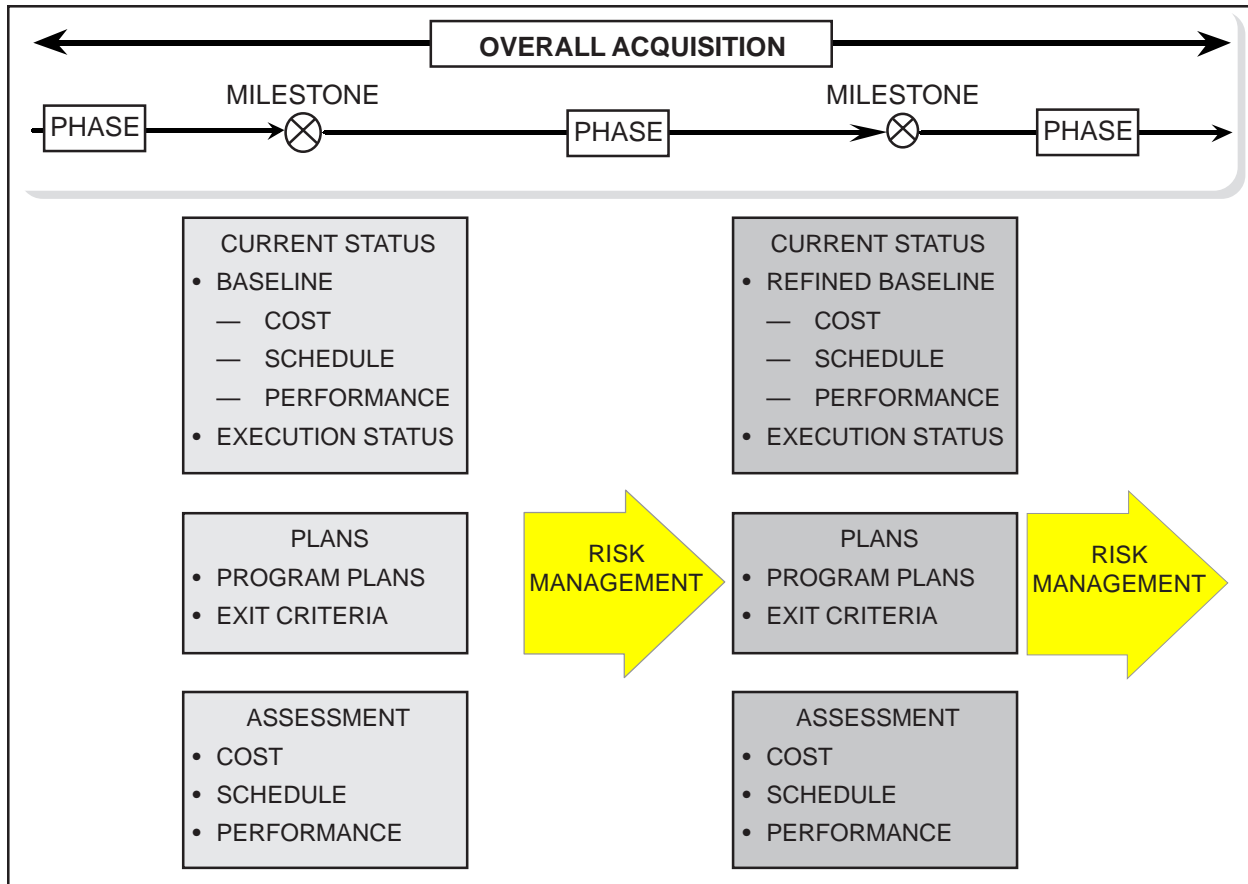 OVERALL ACQUISITION
MILESTONE
MILESTONE
PHASE
PHASE
PHASE
CURRENT STATUS
• BASELINE
— COST
— SCHEDULE
— PERFORMANCE
• EXECUTION STATUS
CURRENT STATUS
• REFINED BASELINE
— COST
— SCHEDULE
— PERFORMANCE
• EXECUTION STATUS
PLANS
• PROGRAM PLANS
• EXIT CRITERIA
RISK
MANAGEMENT
PLANS
• PROGRAM PLANS
• EXIT CRITERIA
RISK
MANAGEMENT
ASSESSMENT
• COST
• SCHEDULE
• PERFORMANCE
ASSESSMENT
• COST
• SCHEDULE
• PERFORMANCE